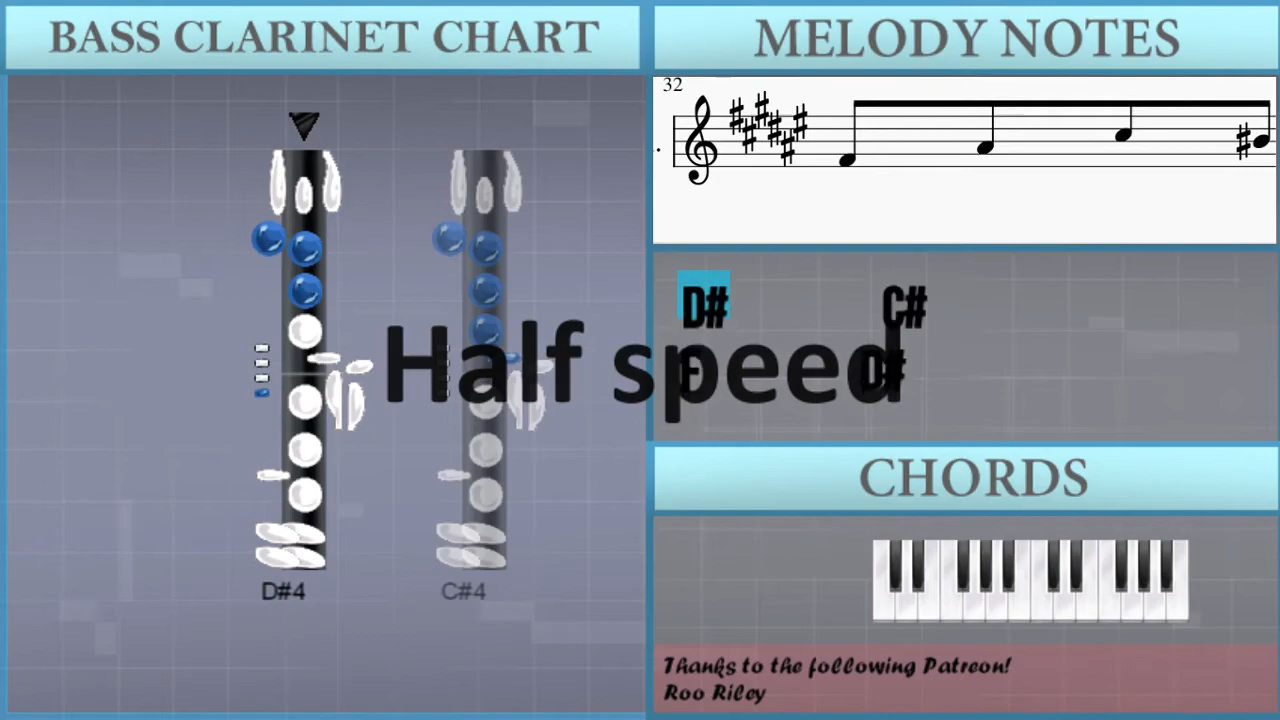 BASS CLARINET CHART
MELODY NOTES
32
D# C#
Half speed
D#
D#4 C#4
CHORDS
Thanks to the following Patreon!
Roo Riley